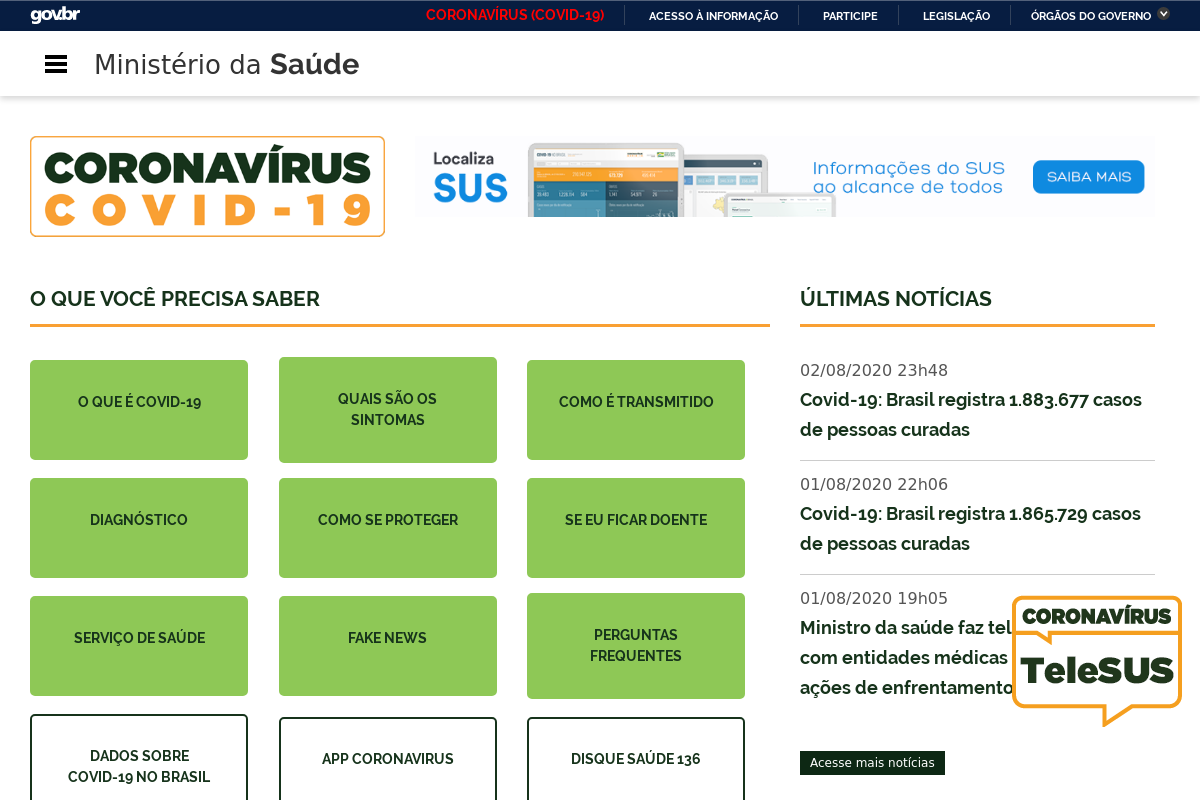 gov.br
CORONAVÍRUS (COVID-19)
ACESSO À INFORMAÇÃO
PARTICIPE
LEGISLAÇÃO
ÓRGÃOS DO GOVERNO
Ministério da Saúde
CORONAVÍRUS
COVID-19
Localiza
SUS
Informações do SUS
ao alcance de todos
SAIBA MAIS
O QUE VOCÊ PRECISA SABER
O QUE É COVID-19
QUAIS SÃO OS
SINTOMAS
COMO É TRANSMITIDO
DIAGNÓSTICO
COMO SE PROTEGER
SE EU FICAR DOENTE
SERVIÇO DE SAÚDE
FAKE NEWS
PERGUNTAS
FREQUENTES
DADOS SOBRE
COVID-19 NO BRASIL
APP CORONAVIRUS
DISQUE SAÚDE 136
ÚLTIMAS NOTÍCIAS
02/08/2020 23h48
Covid-19: Brasil registra 1.883.677 casos
de pessoas curadas
01/08/2020 22h06
Covid-19: Brasil registra 1.865.729 casos
de pessoas curadas
01/08/2020 19h05
Ministro da saúde faz
com entidades médicas
ações de enfrentamento
CORONAVÍRUS
TeleSUS
Acesse mais notícias